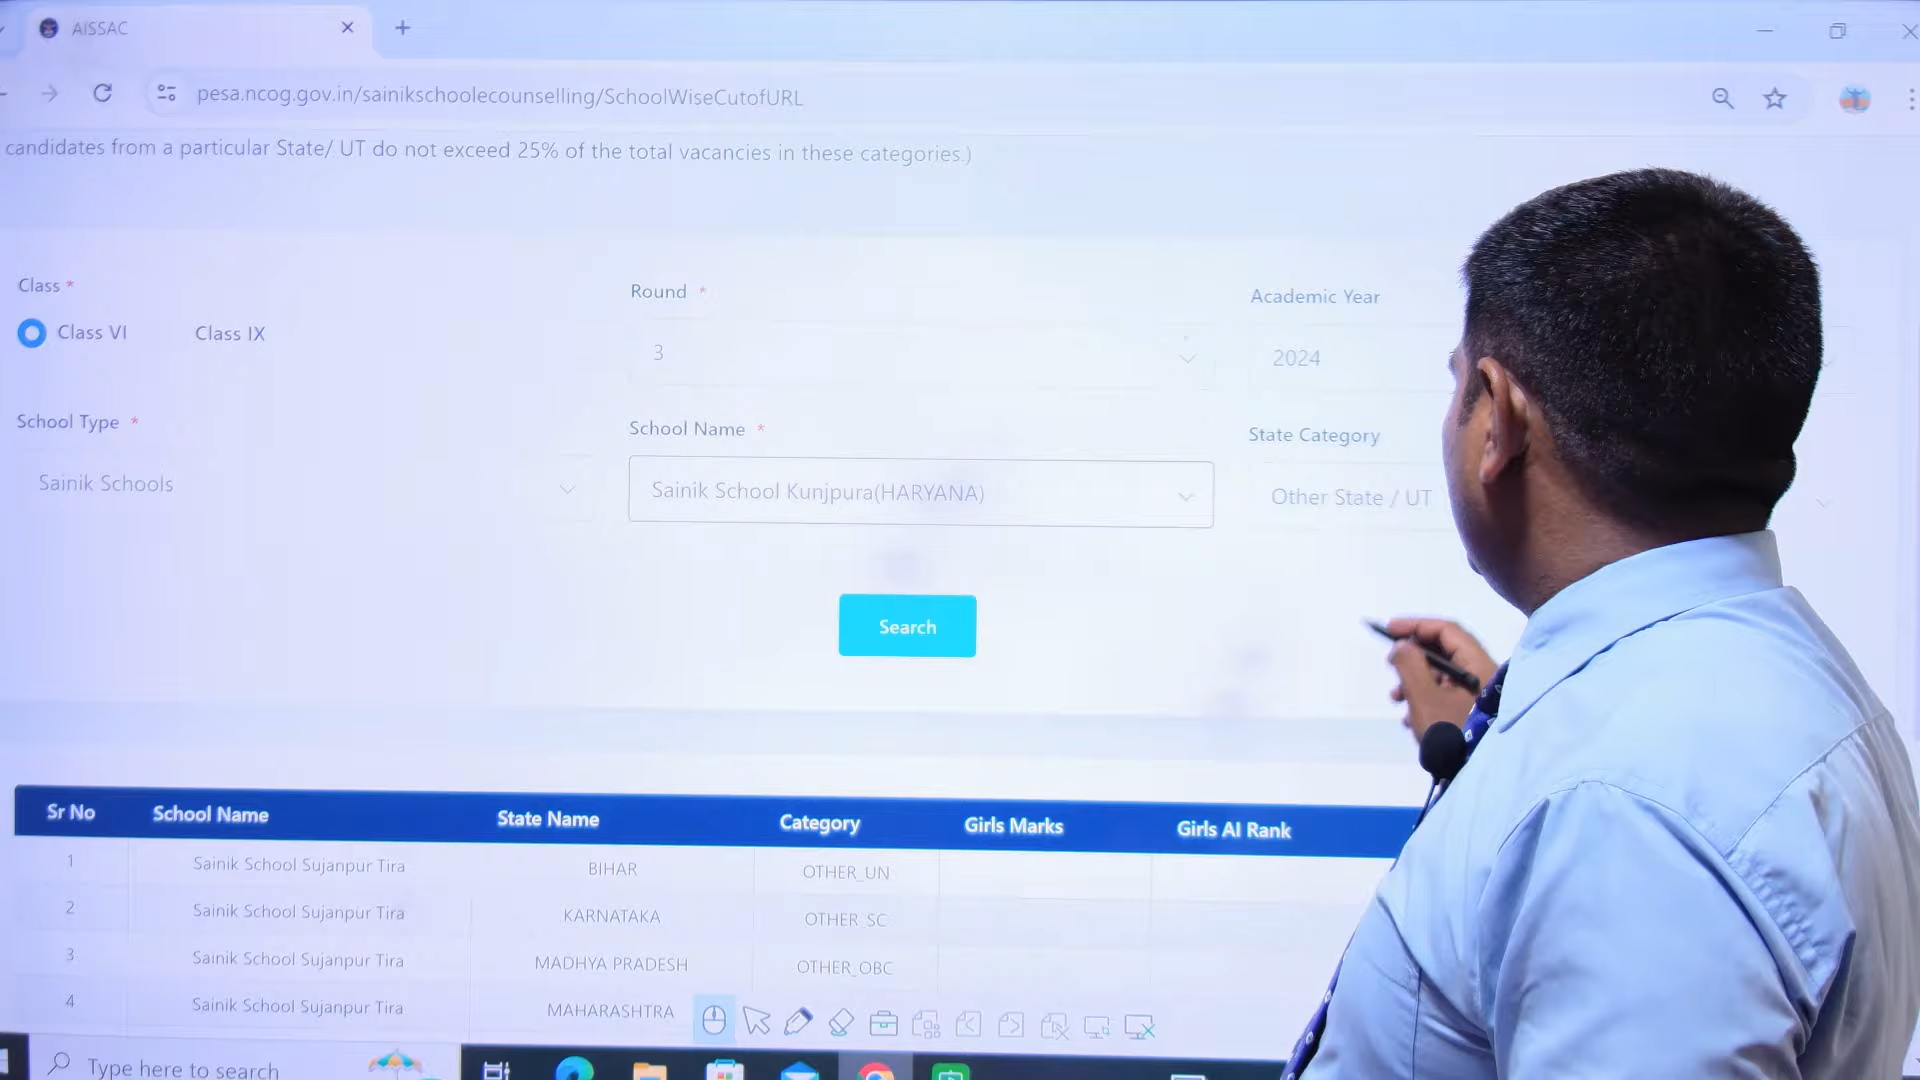 AISSAC
pesa.ncog.gov.in/sainikschoolecounselling/SchoolWiseCutofURL
candidates from a particular State/ UT do not exceed 25% of the total vacancies in these categories.)
Class *
Round *
Academic Year
Class VI
Class IX
3
2024
School Type *
School Name *
State Category
Sainik Schools
Sainik School Kunjpura(HARYANA)
Other State / UT
Search
Sr No School Name State Name Category Girls Marks Girls AI Rank
1 Sainik School Sujanpur Tira BIHAR OTHER_UN
2 Sainik School Sujanpur Tira KARNATAKA OTHER_SC
3 Sainik School Sujanpur Tira MADHYA PRADESH OTHER_OBC
4 Sainik School Sujanpur Tira MAHARASHTRA
Type here to search